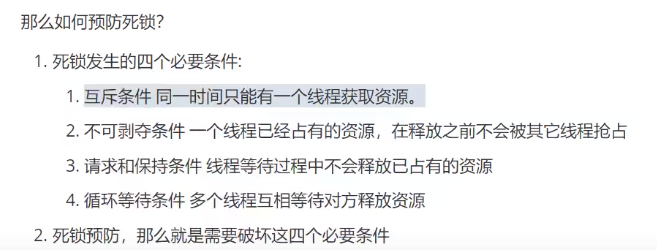 那么如何预防死锁?
1. 死锁发生的四个必要条件:
1. 互斥条件 同一时间只能有一个线程获取资源。
2. 不可剥夺条件 一个线程已经占有的资源，在释放之前不会被其它线程抢占
3. 请求和保持条件 线程等待过程中不会释放已占有的资源
4. 循环等待条件 多个线程互相等待对方释放资源
2. 死锁预防，那么就是需要破坏这四个必要条件